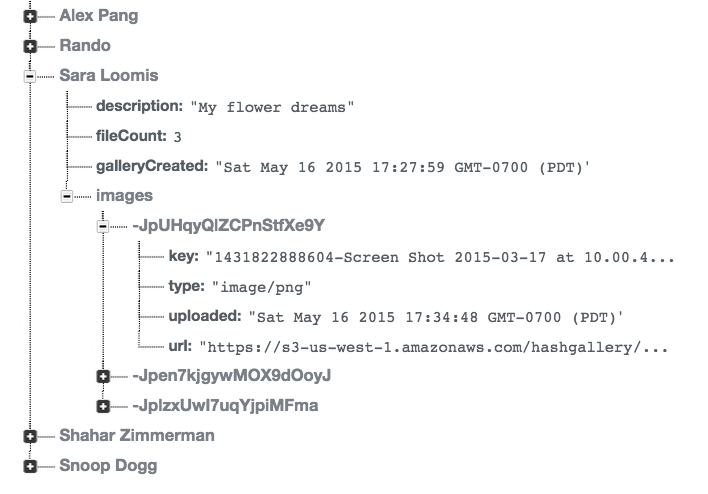 Alex Pang
Rando
Sara Loomis
description: "My flower dreams"
fileCount: 3
galleryCreated: "Sat May 16 2015 17:27:59 GMT-0700 (PDT)'
images
-JpUHqyQlZCPnStfXe9Y
key: "1431822888604-Screen Shot 2015-03-17 at 10.00.4...
type: "image/png"
uploaded: "Sat May 16 2015 17:34:48 GMT-0700 (PDT)'
url: "https://s3-us-west-1.amazonaws.com/hashgallery/...
-Jpen7kjgywMOX9dOoyJ
-JplzxUwI7uqYjpiMFma
Shahar Zimmerman
Snoop Dogg